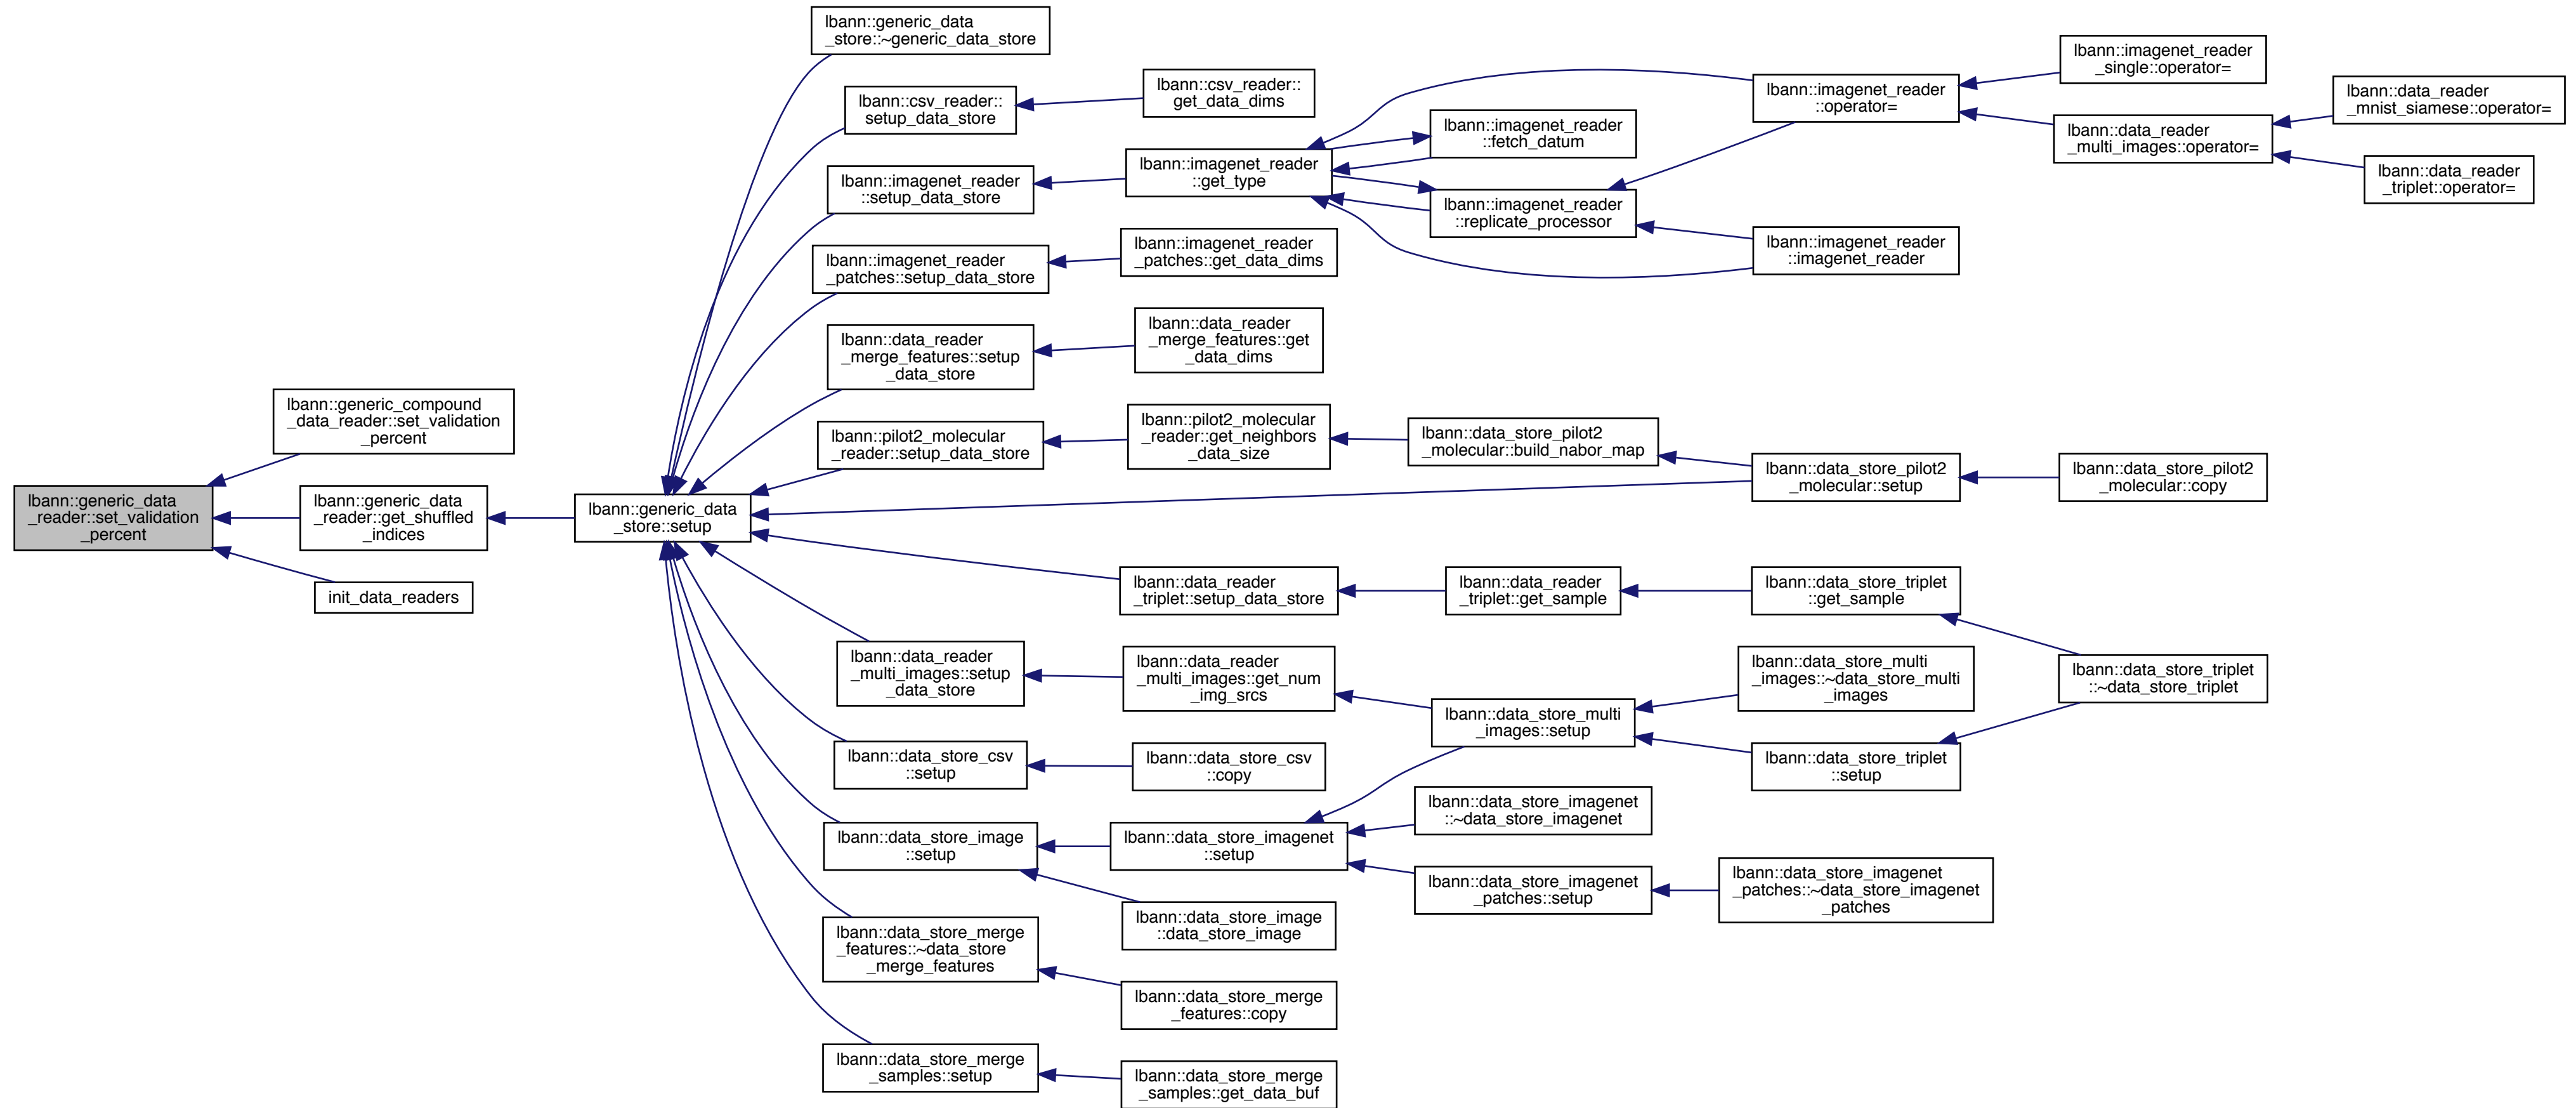 lbann::generic_data
_reader::set_validation
_percent
lbann::generic_compound
_data_reader::set_validation
_percent
lbann::generic_data
_reader::get_shuffled
_indices
init_data_readers
lbann::generic_data
_store::setup
lbann::generic_data
_store::~generic_data_store
lbann::csv_reader::
setup_data_store
lbann::csv_reader::
get_data_dims
lbann::imagenet_reader
::setup_data_store
lbann::imagenet_reader
::get_type
lbann::imagenet_reader
::fetch_datum
lbann::imagenet_reader
::replicate_processor
lbann::imagenet_reader
::operator=
lbann::imagenet_reader
::imagenet_reader
lbann::imagenet_reader
_single::operator=
lbann::data_reader
_multi_images::operator=
lbann::data_reader
_mnist_siamese::operator=
lbann::data_reader
_triplet::operator=
lbann::imagenet_reader
_patches::setup_data_store
lbann::imagenet_reader
_patches::get_data_dims
lbann::data_reader
_merge_features::setup
_data_store
lbann::data_reader
_merge_features::get
_data_dims
lbann::pilot2_molecular
_reader::setup_data_store
lbann::pilot2_molecular
_reader::get_neighbors
_data_size
lbann::data_store_pilot2
_molecular::build_nabor_map
lbann::data_store_pilot2
_molecular::setup
lbann::data_store_pilot2
_molecular::copy
lbann::data_reader
_triplet::setup_data_store
lbann::data_reader
_triplet::get_sample
lbann::data_store_triplet
::get_sample
lbann::data_store_triplet
::~data_store_triplet
lbann::data_reader
_multi_images::setup
_data_store
lbann::data_reader
_multi_images::get_num
_img_srcs
lbann::data_store_multi
_images::setup
lbann::data_store_multi
_images::~data_store_multi
_images
lbann::data_store_triplet
::setup
lbann::data_store_csv
::setup
lbann::data_store_csv
::copy
lbann::data_store_image
::setup
lbann::data_store_imagenet
::setup
lbann::data_store_imagenet
::~data_store_imagenet
lbann::data_store_imagenet
_patches::setup
lbann::data_store_imagenet
_patches::~data_store_imagenet
_patches
lbann::data_store_image
::data_store_image
lbann::data_store_merge
_features::~data_store
_merge_features
lbann::data_store_merge
_features::copy
lbann::data_store_merge
_samples::setup
lbann::data_store_merge
_samples::get_data_buf